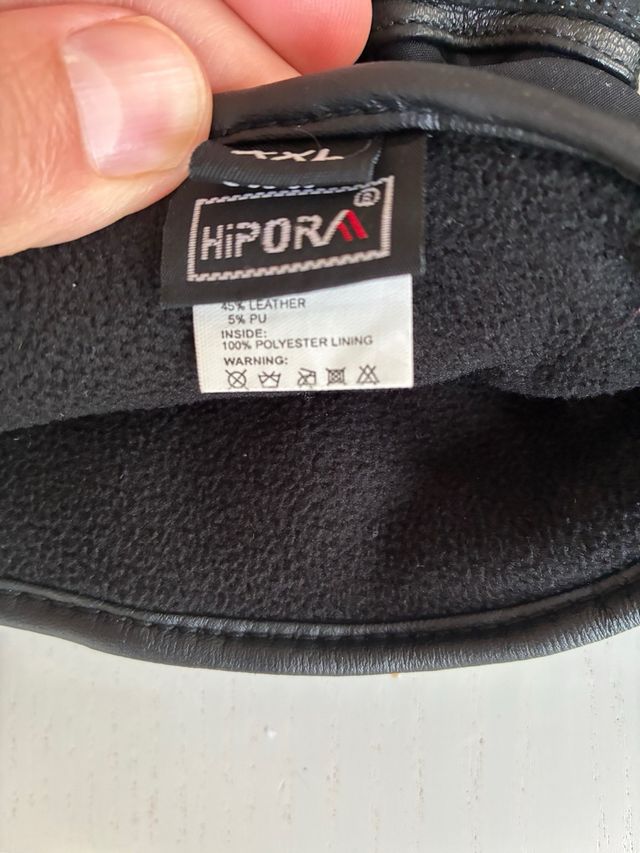 XXL
HiPORA ®
45% LEATHER
5% PU
INSIDE:
100% POLYESTER LINING
WARNING: